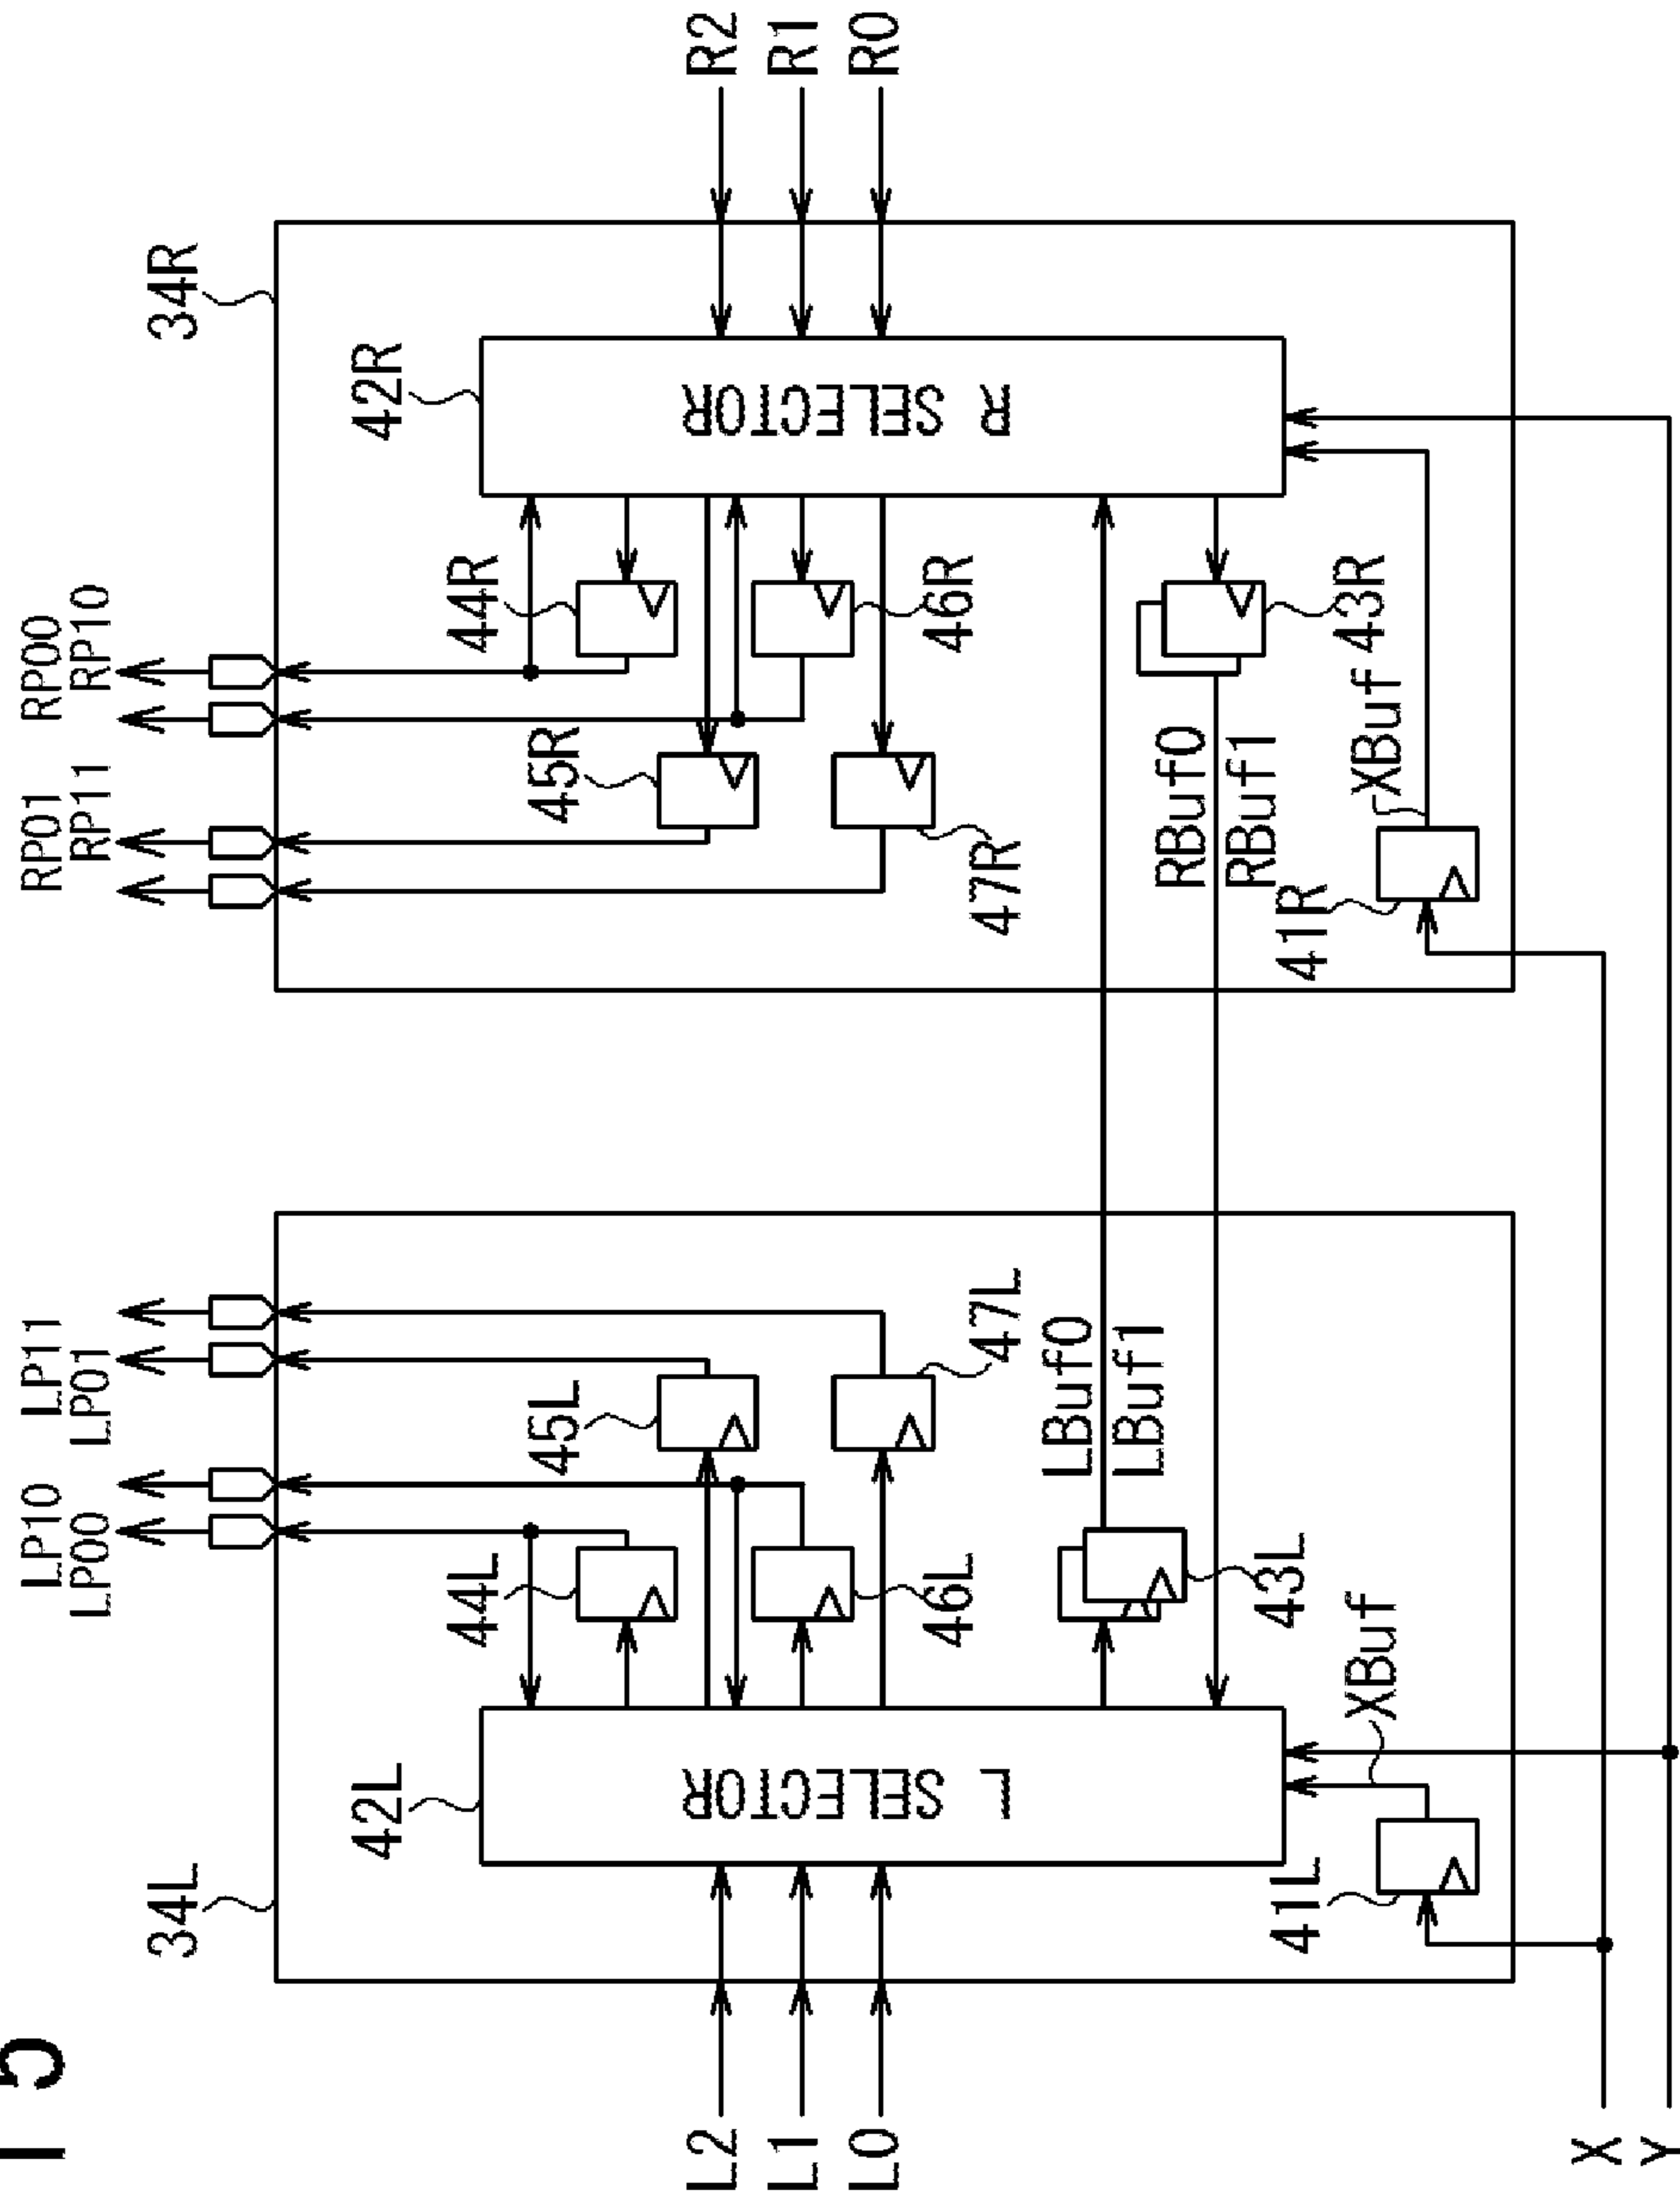 RP00
RP10
RP01
RP11
LP11
LP01
LP10
LP00
34R
R2
R1
R0
42R
R SELECTOR
44R
46R
45R
47R
43R
RBuf0
RBuf1
XBuf
41R
34L
L2
L1
L0
42L
L SELECTOR
44L
46L
45L
47L
43L
LBuf0
LBuf1
XBuf
41L
X
Y